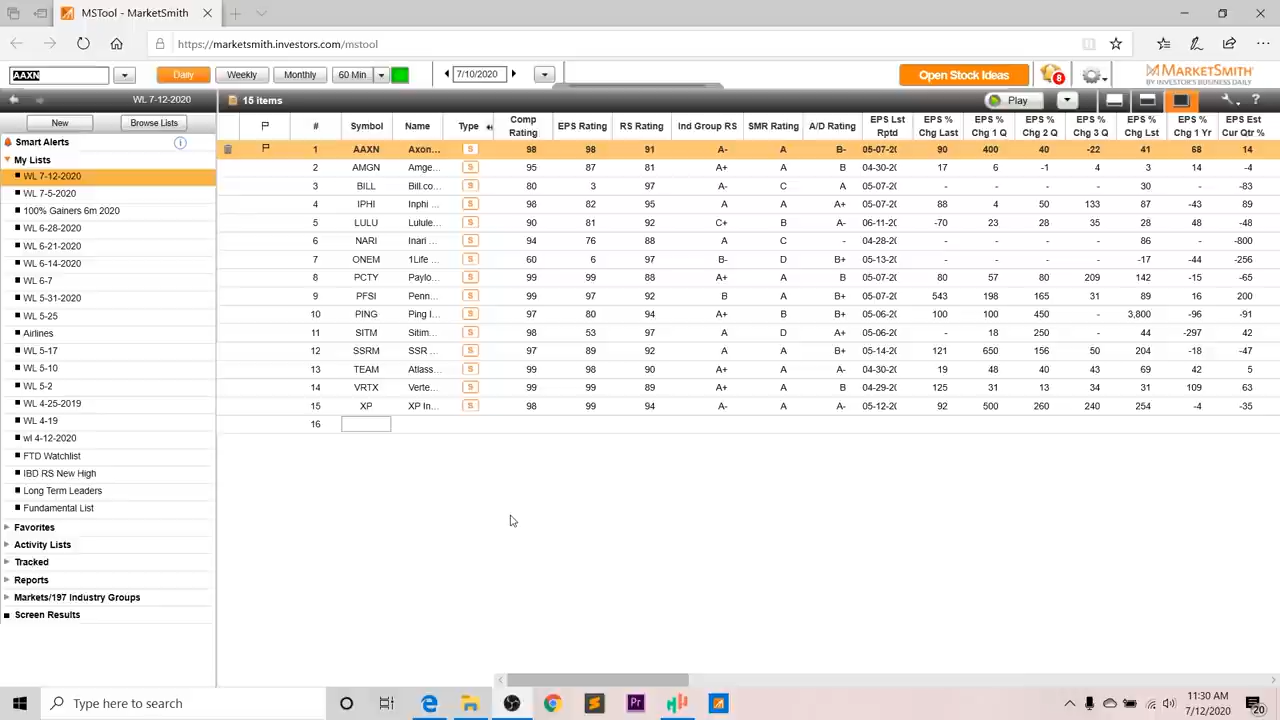 MSTool - MarketSmith
https://marketsmith.investors.com/mstool
AAXN Daily Weekly Monthly 60 Min 7/10/2020 Open Stock Ideas 8 MARKETSMITH
BY INVESTOR'S BUSINESS DAILY
WL 7-12-2020 15 items Play ?
New Browse Lists
Smart Alerts i
My Lists
WL 7-12-2020
WL 7-5-2020
100% Gainers 6m 2020
WL 6-28-2020
WL 6-21-2020
WL 6-14-2020
WL 6-7
WL 5-31-2020
WL 5-25
Airlines
WL 5-17
WL 5-10
WL 5-2
WL 4-25-2019
WL 4-19
wl 4-12-2020
FTD Watchlist
IBD RS New High
Long Term Leaders
Fundamental List
Favorites
Activity Lists
Tracked
Reports
Markets/197 Industry Groups
Screen Results
# Symbol Name Type Comp Rating EPS Rating RS Rating Ind Group RS SMR Rating A/D Rating EPS Lst Rptd EPS % Chg Last EPS % Chg 1 Q EPS % Chg 2 Q EPS % Chg 3 Q EPS % Chg Lst EPS % Chg 1 Yr EPS Est Cur Qtr %
1 AAXN Axon... S 98 98 91 A- A B- 05-07-20 90 400 40 -22 41 68 14
2 AMGN Amge... S 95 87 81 A+ A B 04-30-20 17 6 -1 4 3 14 -4
3 BILL Bill.co... S 80 3 97 A- C A 05-07-20 - - - - 30 - -83
4 IPHI Inphi ... S 98 82 95 A A A+ 05-07-20 88 4 50 133 87 -43 89
5 LULU Lulule... S 90 81 92 C+ B A- 06-11-20 -70 23 28 35 28 48 -48
6 NARI Inari ... S 94 76 88 A C - 04-28-20 - - - - 86 - -800
7 ONEM 1Life ... S 60 6 97 B- D B+ 05-13-20 - - - - -17 -44 -256
8 PCTY Paylo... S 99 99 88 A+ A B 05-07-20 80 57 80 209 142 -15 -65
9 PFSI Penn... S 99 97 92 B A B+ 05-07-20 543 198 165 31 89 16 200
10 PING Ping I... S 97 80 94 A+ B B+ 05-06-20 100 100 450 - 3,800 -96 -91
11 SITM Sitim... S 98 53 97 A D A+ 05-06-20 - 18 250 - 44 -297 42
12 SSRM SSR ... S 97 89 92 A A B+ 05-14-20 121 650 156 50 204 -18 -47
13 TEAM Atlass... S 99 98 90 A+ A A- 04-30-20 19 48 40 43 69 42 5
14 VRTX Verte... S 99 99 89 A+ A B 04-29-20 125 31 13 34 31 109 63
15 XP XP In... S 98 99 94 A- A A- 05-12-20 92 500 260 240 254 -4 -35
16
Type here to search Pr 11:30 AM
7/12/2020 20